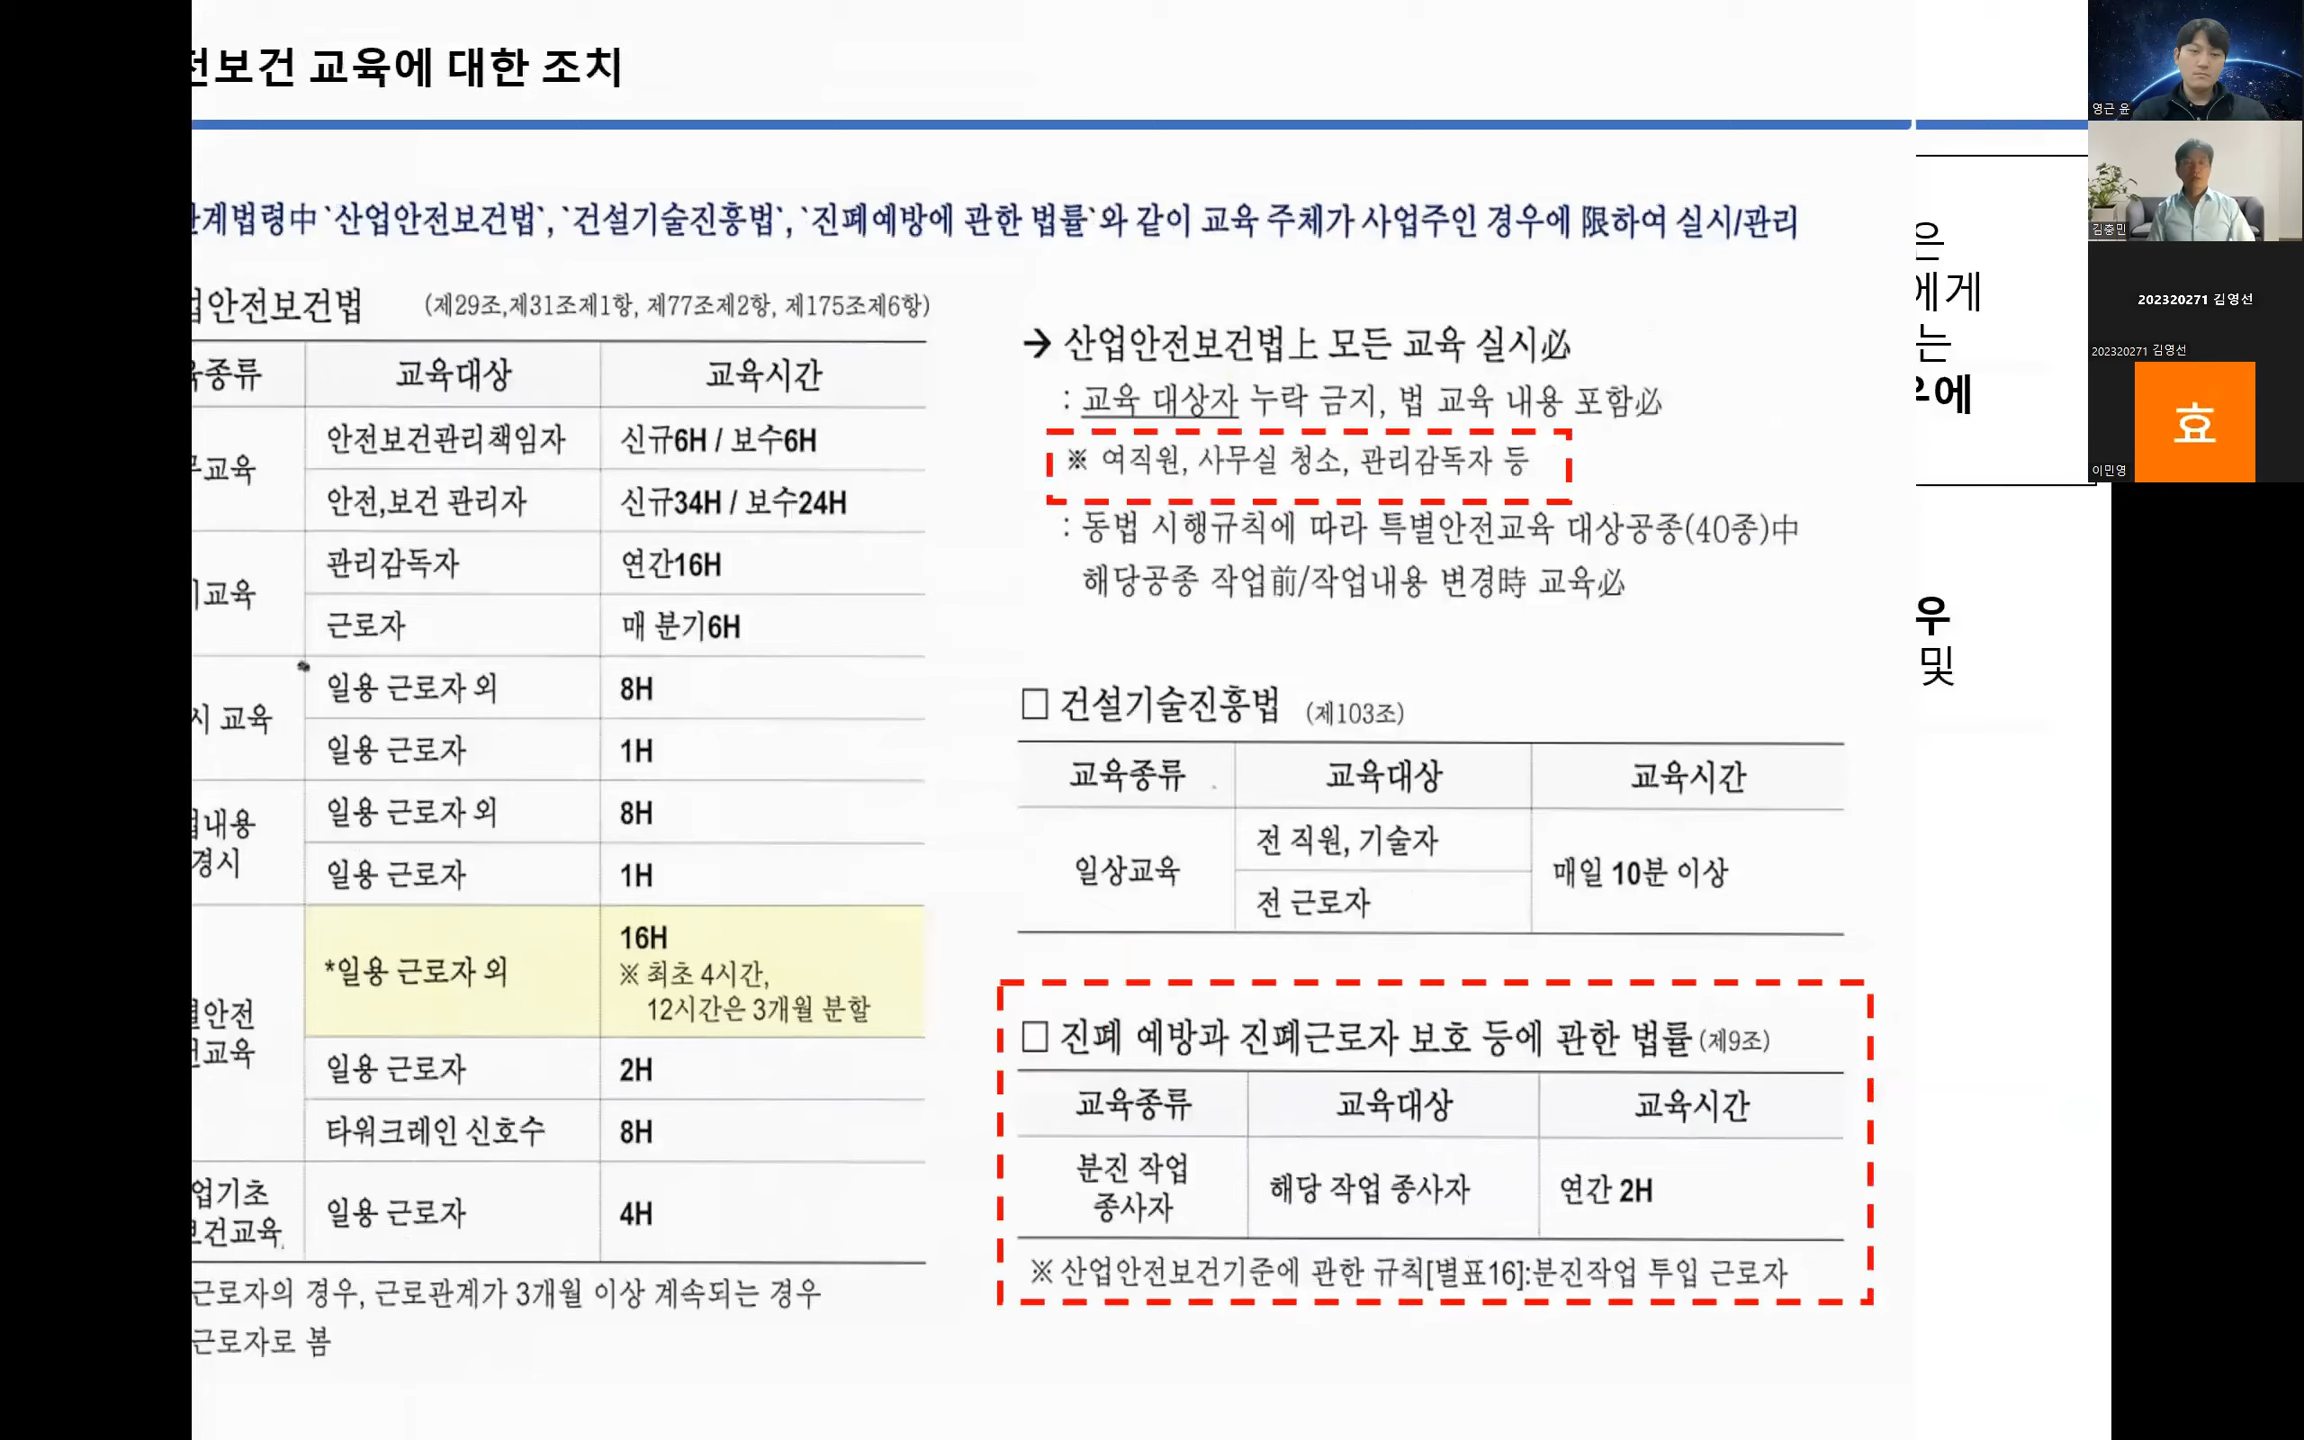 전보건 교육에 대한 조치
관계법령中 `산업안전보건법`, `건설기술진흥법`, `진폐예방에 관한 법률`와 같이 교육 주체가 사업주인 경우에 限하여 실시/관리
업안전보건법 (제29조,제31조제1항, 제77조제2항, 제175조제6항)
육종류 교육대상 교육시간
교육
안전보건관리책임자 신규6H / 보수6H
안전,보건 관리자 신규34H / 보수24H
기교육
관리감독자 연간16H
근로자 매 분기6H
시 교육
일용 근로자 외 8H
일용 근로자 1H
업내용
경시
일용 근로자 외 8H
일용 근로자 1H
별안전
건교육
*일용 근로자 외 16H
※ 최초 4시간,
12시간은 3개월 분할
일용 근로자 2H
타워크레인 신호수 8H
업기초
보건교육
일용 근로자 4H
근로자의 경우, 근로관계가 3개월 이상 계속되는 경우
근로자로 봄
→ 산업안전보건법上 모든 교육 실시必
: 교육 대상자 누락 금지, 법 교육 내용 포함必
※ 여직원, 사무실 청소, 관리감독자 등
: 동법 시행규칙에 따라 특별안전교육 대상공종(40종)中
해당공종 작업前/작업내용 변경時 교육必
□ 건설기술진흥법 (제103조)
교육종류 교육대상 교육시간
일상교육
전 직원, 기술자
전 근로자
매일 10분 이상
□ 진폐 예방과 진폐근로자 보호 등에 관한 법률 (제9조)
교육종류 교육대상 교육시간
분진 작업
종사자
해당 작업 종사자 연간 2H
※ 산업안전보건기준에 관한 규칙[별표16]:분진작업 투입 근로자
은
에게
는
우에
우
및
영근 윤
김충민
202320271 김영선
202320271 김영선
효
이민영